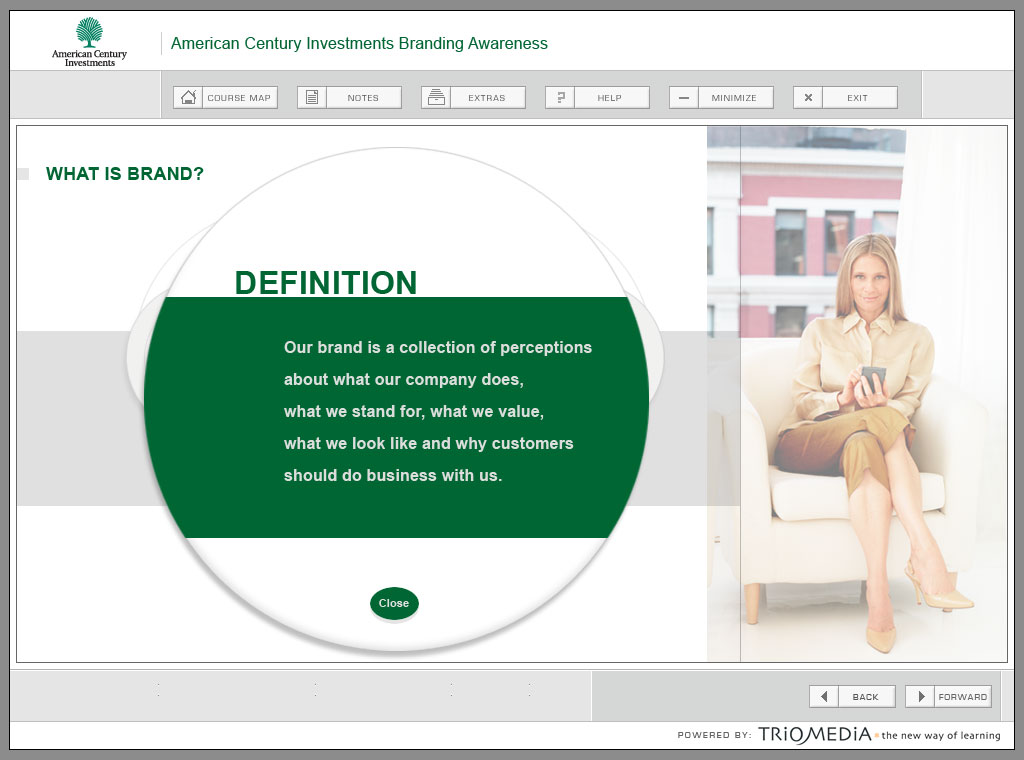 American Century
Investments
American Century Investments Branding Awareness
COURSE MAP
NOTES
EXTRAS
HELP
MINIMIZE
EXIT
WHAT IS BRAND?
DEFINITION
Our brand is a collection of perceptions
about what our company does,
what we stand for, what we value,
what we look like and why customers
should do business with us.
Close
BACK
FORWARD
POWERED BY: TRiOMEDiA the new way of learning